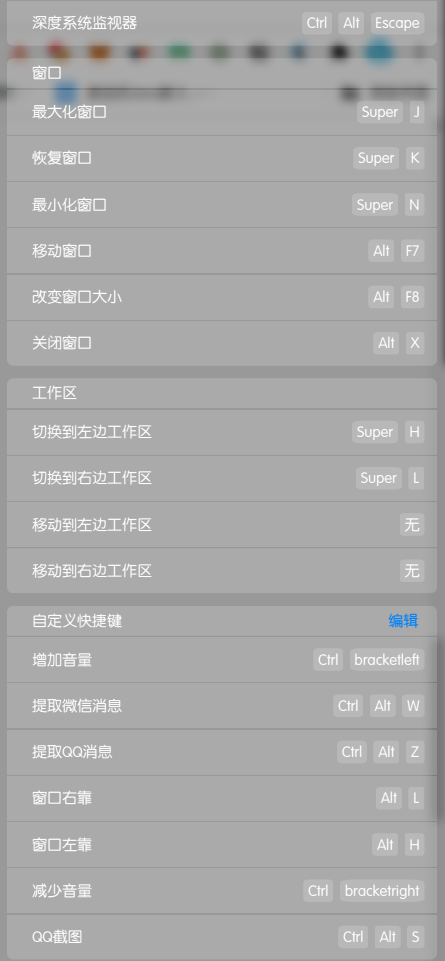 深度系统监视器 Ctrl Alt Escape
窗口
最大化窗口 Super J
恢复窗口 Super K
最小化窗口 Super N
移动窗口 Alt F7
改变窗口大小 Alt F8
关闭窗口 Alt X
工作区
切换到左边工作区 Super H
切换到右边工作区 Super L
移动到左边工作区 无
移动到右边工作区 无
自定义快捷键 编辑
增加音量 Ctrl bracketleft
提取微信消息 Ctrl Alt W
提取QQ消息 Ctrl Alt Z
窗口右靠 Alt L
窗口左靠 Alt H
减少音量 Ctrl bracketright
QQ截图 Ctrl Alt S